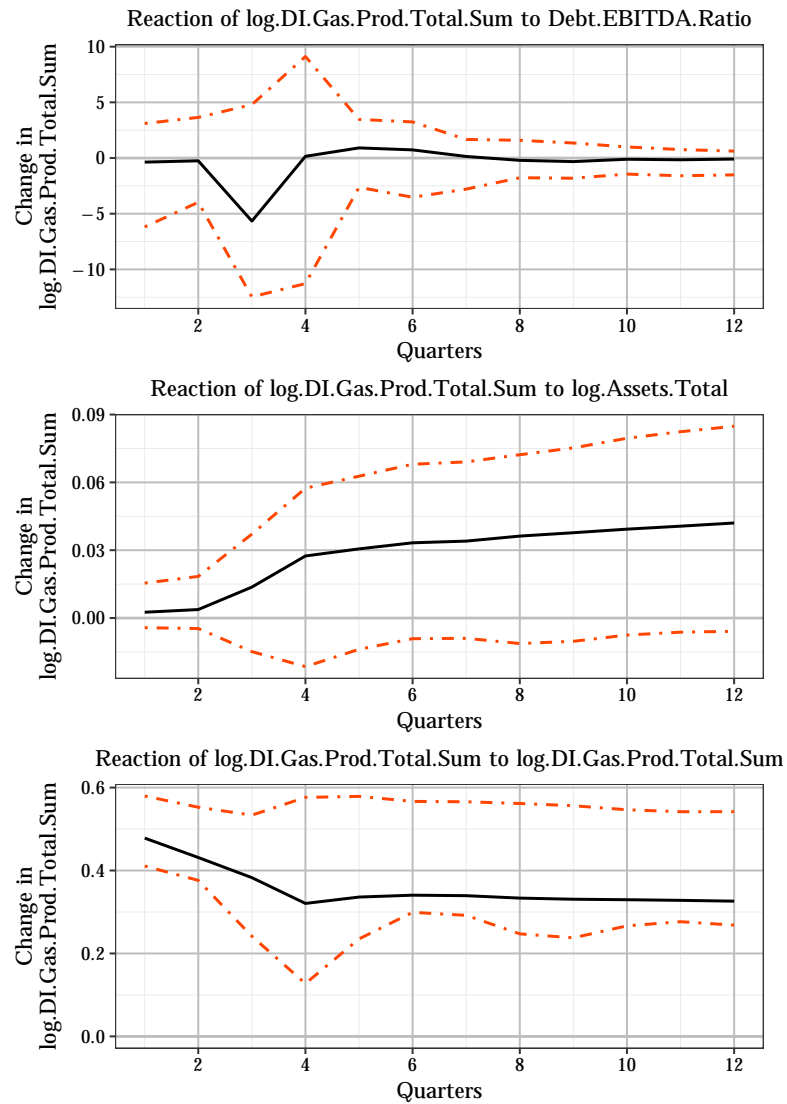 Reaction of log.DI.Gas.Prod.Total.Sum to Debt.EBITDA.Ratio
Change in
log.DI.Gas.Prod.Total.Sum
10
5
0
−5
−10
2 4 6 8 10 12
Quarters
Reaction of log.DI.Gas.Prod.Total.Sum to log.Assets.Total
Change in
log.DI.Gas.Prod.Total.Sum
0.09
0.06
0.03
0.00
2 4 6 8 10 12
Quarters
Reaction of log.DI.Gas.Prod.Total.Sum to log.DI.Gas.Prod.Total.Sum
Change in
log.DI.Gas.Prod.Total.Sum
0.6
0.4
0.2
0.0
2 4 6 8 10 12
Quarters